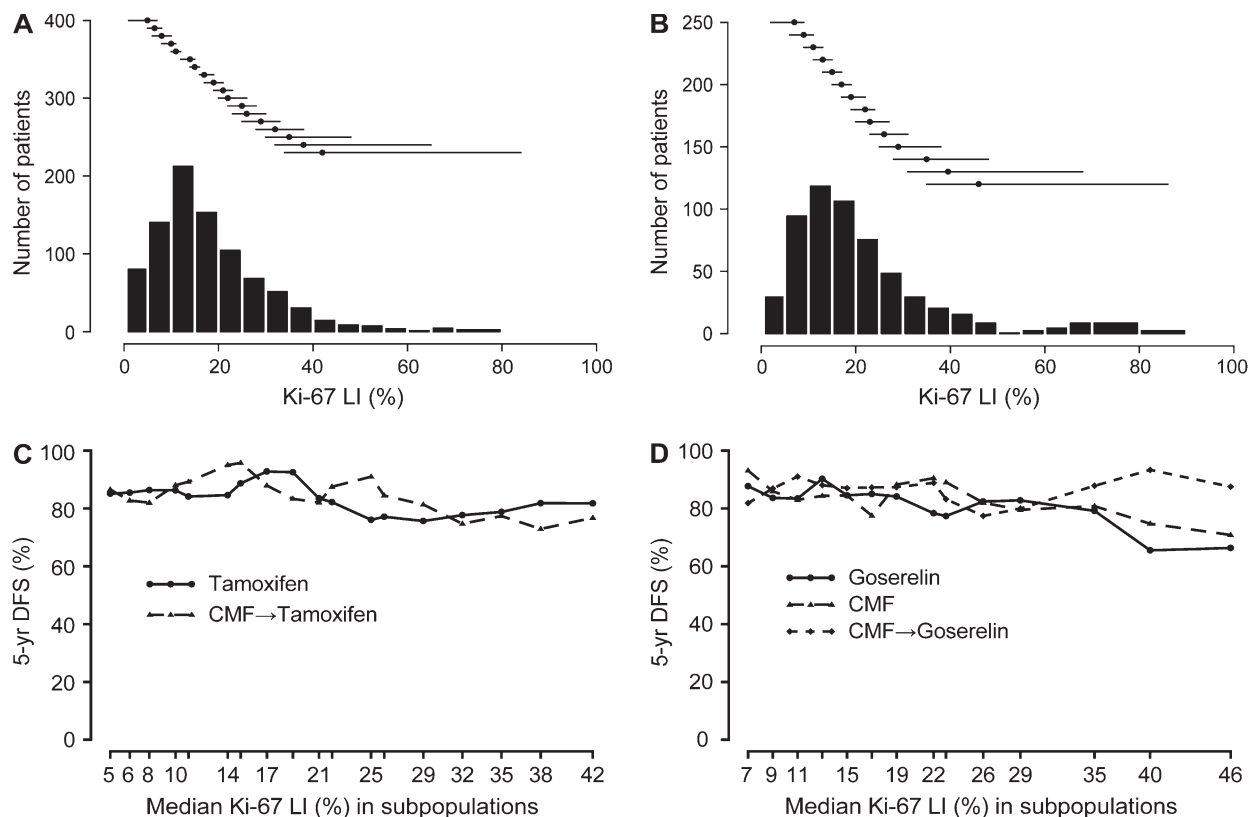 A
400
300
200
100
0
Number of patients
0 20 40 60 80 100
Ki-67 LI (%)
B
250
200
150
100
50
0
Number of patients
0 20 40 60 80 100
Ki-67 LI (%)
C
100
80
60
40
20
0
5-yr DFS (%)
Tamoxifen
CMF→Tamoxifen
5 6 8 10 14 17 19 21 25 29 32 35 38 42
Median Ki-67 LI (%) in subpopulations
D
100
80
60
40
20
0
5-yr DFS (%)
Goserelin
CMF
CMF→Goserelin
7 9 11 15 19 22 26 29 35 40 46
Median Ki-67 LI (%) in subpopulations